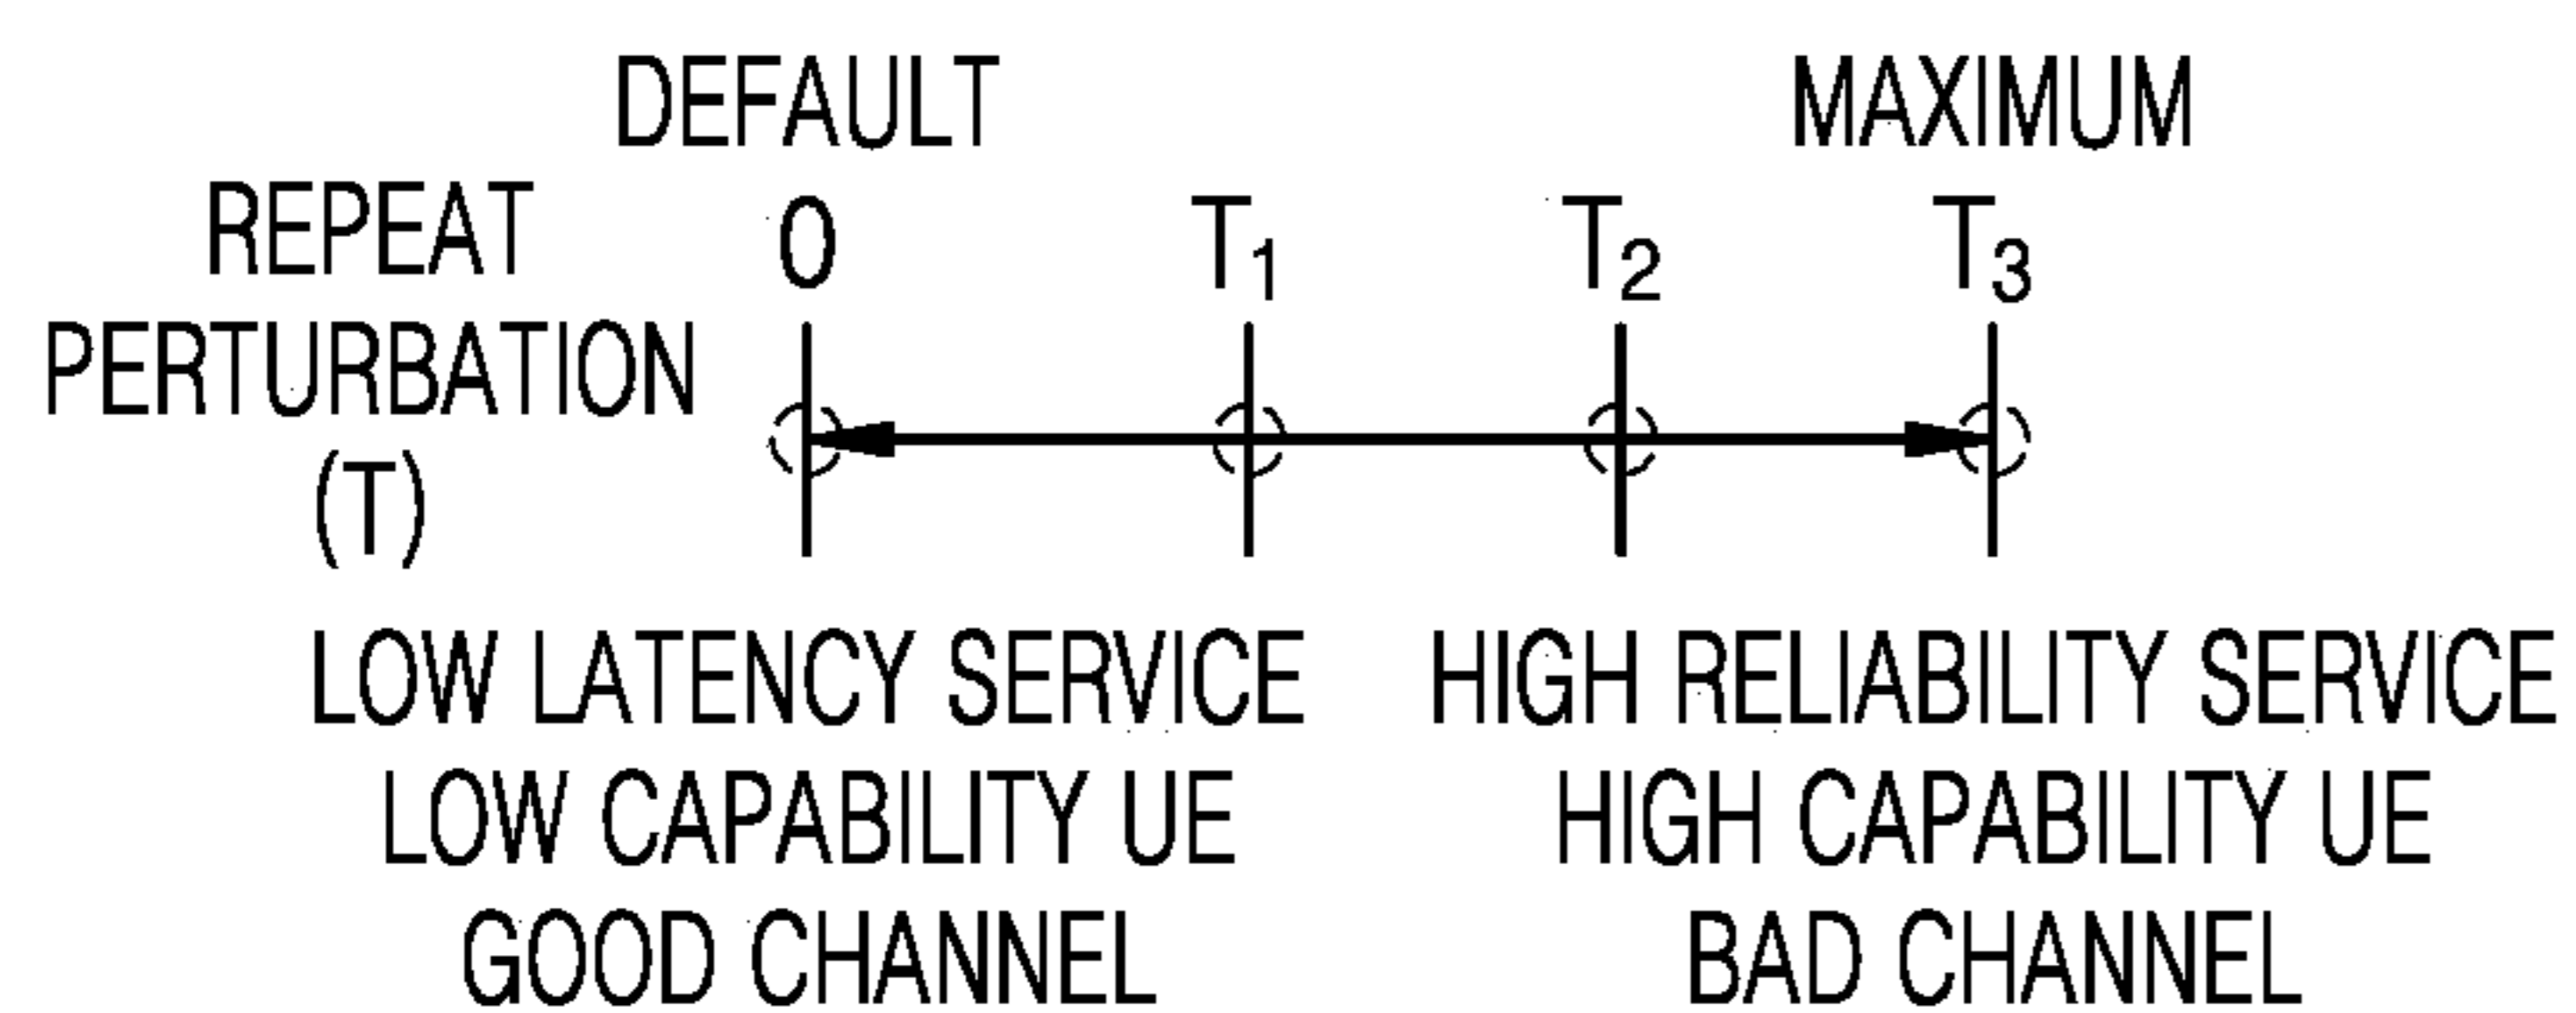 DEFAULT MAXIMUM
REPEAT 0 T1 T2 T3
PERTURBATION
(T)
LOW LATENCY SERVICE HIGH RELIABILITY SERVICE
LOW CAPABILITY UE HIGH CAPABILITY UE
GOOD CHANNEL BAD CHANNEL